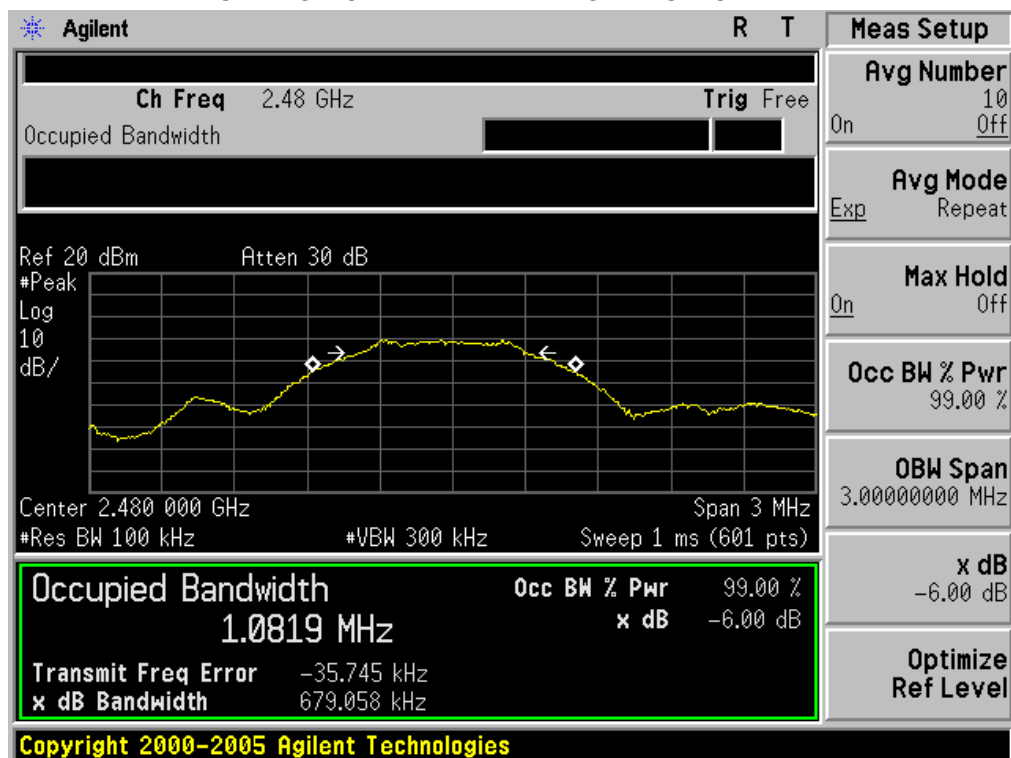 Agilent R T
Ch Freq 2.48 GHz Trig Free
Occupied Bandwidth
Ref 20 dBm Atten 30 dB
#Peak
Log
10
dB/
Center 2.480 000 GHz Span 3 MHz
#Res BW 100 kHz #VBW 300 kHz Sweep 1 ms (601 pts)
Occupied Bandwidth Occ BW % Pwr 99.00 %
1.0819 MHz x dB -6.00 dB
Transmit Freq Error -35.745 kHz
x dB Bandwidth 679.058 kHz
Copyright 2000-2005 Agilent Technologies
Meas Setup
Avg Number
10
On Off
Avg Mode
Exp Repeat
Max Hold
On Off
Occ BW % Pwr
99.00 %
OBW Span
3.00000000 MHz
x dB
-6.00 dB
Optimize
Ref Level